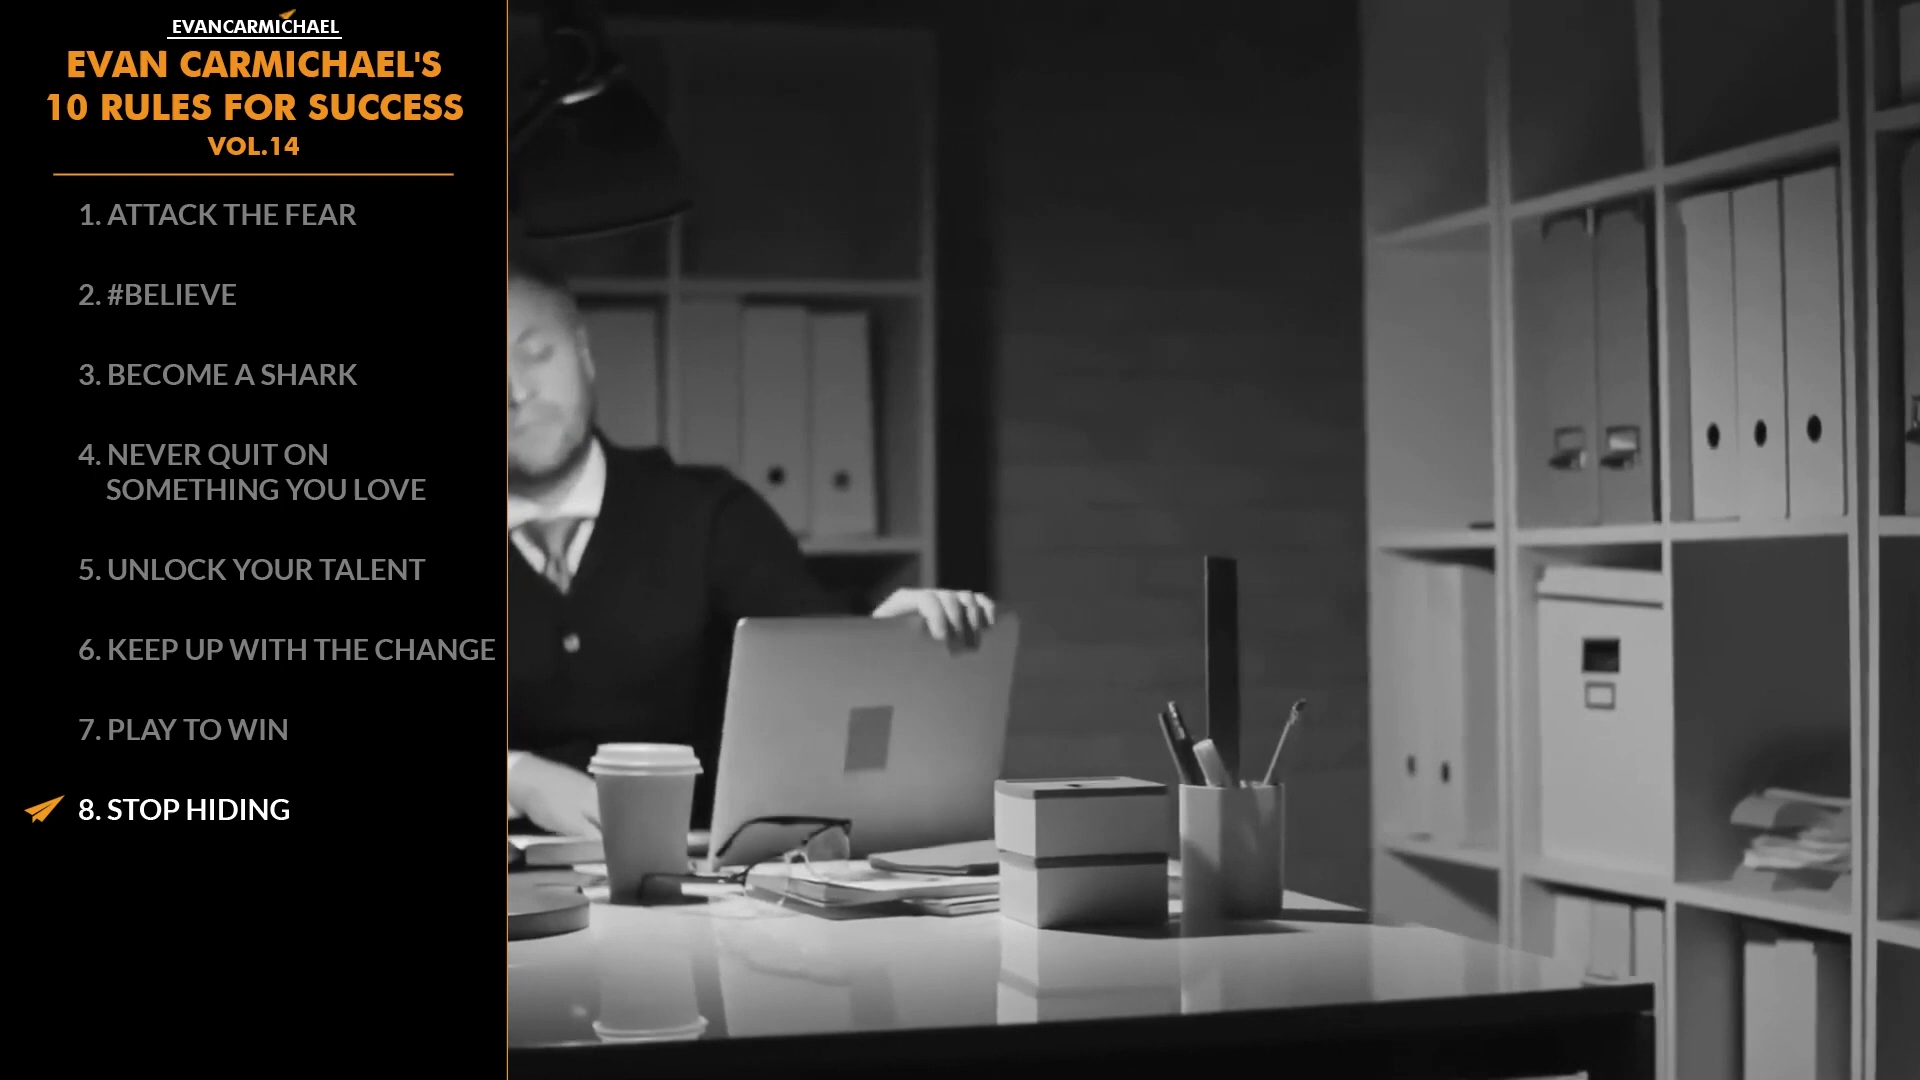 EVANCARMICHAEL
EVAN CARMICHAEL'S
10 RULES FOR SUCCESS
VOL.14
1. ATTACK THE FEAR
2. #BELIEVE
3. BECOME A SHARK
4. NEVER QUIT ON
SOMETHING YOU LOVE
5. UNLOCK YOUR TALENT
6. KEEP UP WITH THE CHANGE
7. PLAY TO WIN
8. STOP HIDING